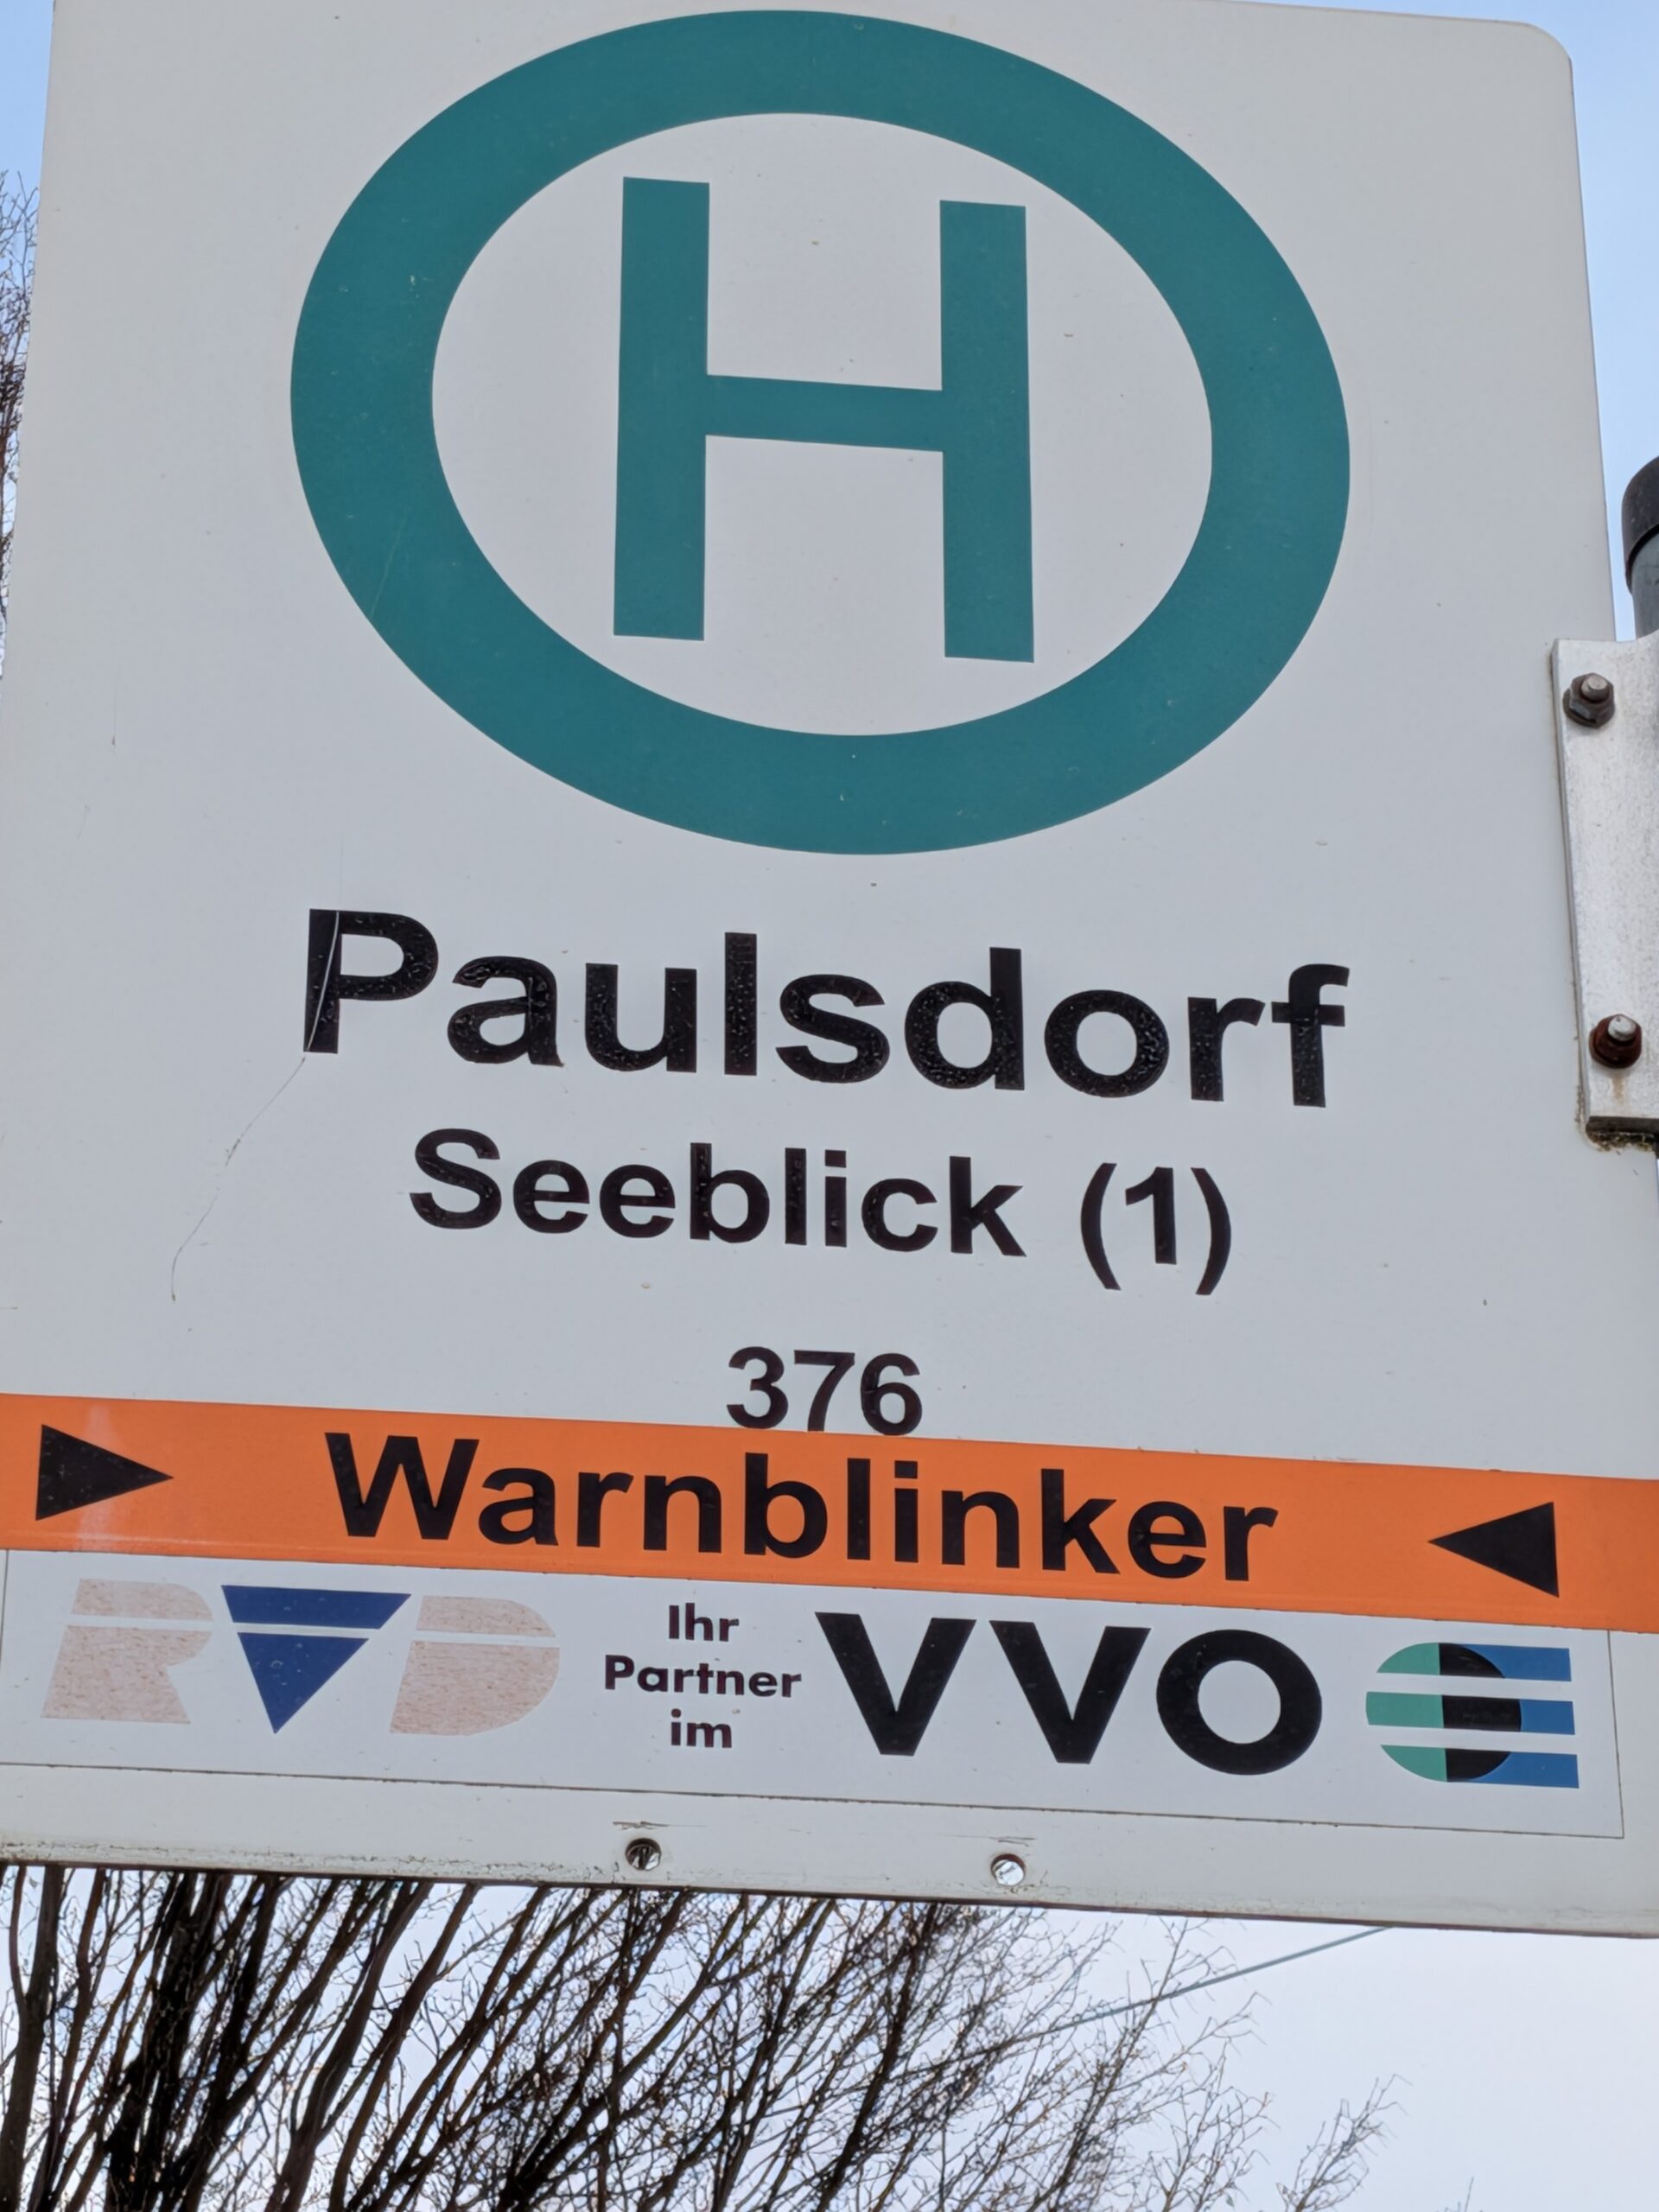 H
Paulsdorf
Seeblick (1)
376
Warnblinker
RVD
Ihr
Partner
im
VVO